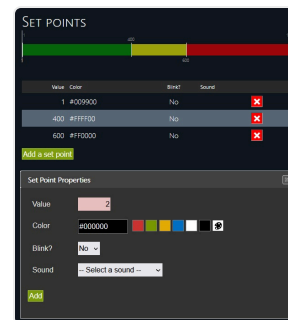 SET POINTS
400
600
Value Color Blink? Sound
1 #009900 No
400 #FFFF00 No
600 #FF0000 No
Add a set point
Set Point Properties
Value 2
Color #000000
Blink? No
Sound -- Select a sound --
Add